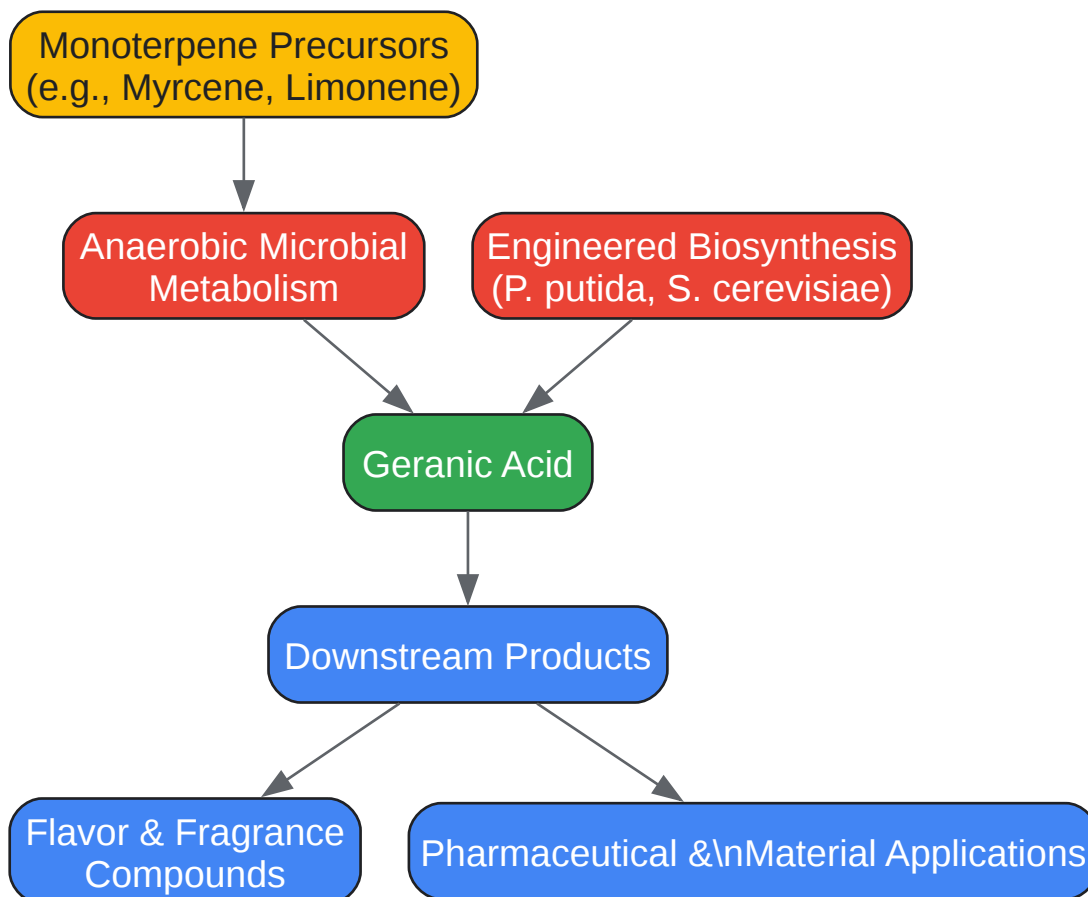 Monoterpene Precursors
(e.g., Myrcene, Limonene)
Anaerobic Microbial
Metabolism
Engineered Biosynthesis
(P. putida, S. cerevisiae)
Geranic Acid
Downstream Products
Flavor & Fragrance
Compounds
Pharmaceutical &\nMaterial Applications